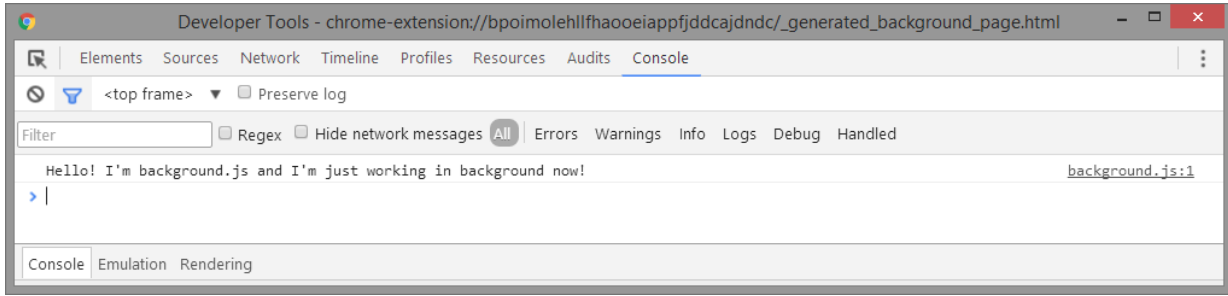 Developer Tools - chrome-extension://bpoimolehllfhaooeiappfjddcajdndc/_generated_background_page.html
Elements Sources Network Timeline Profiles Resources Audits Console
<top frame> ▼ Preserve log
Filter Regex Hide network messages All Errors Warnings Info Logs Debug Handled
Hello! I'm background.js and I'm just working in background now! background.js:1
>
Console Emulation Rendering